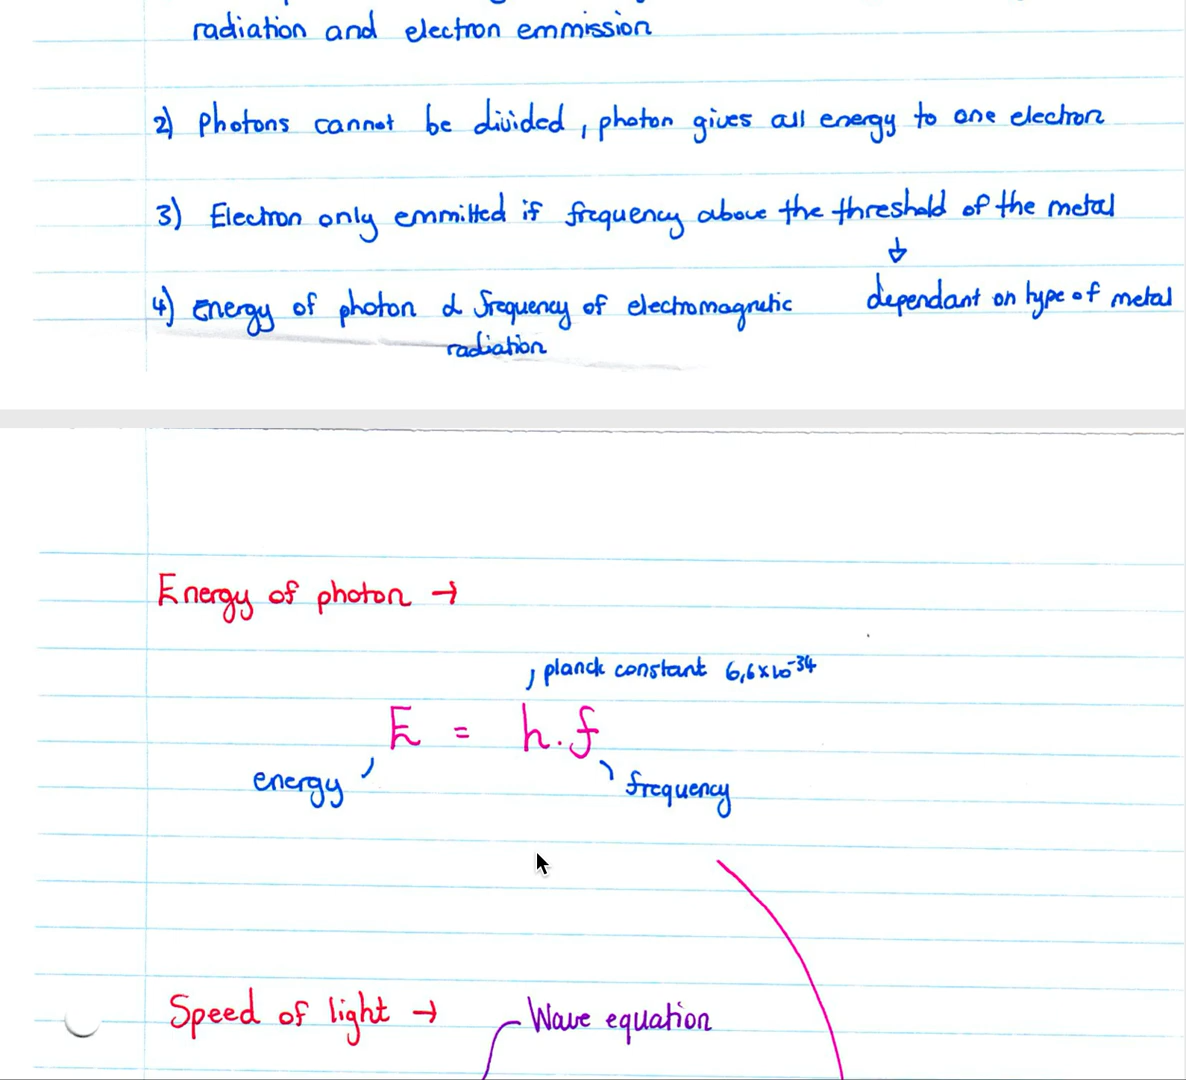 radiation and electron emmission
2) Photons cannot be divided, photon gives all energy to one electron
3) Electron only emmitted if frequency above the threshold of the metal
↓
4) Energy of photon α frequency of electromagnetic
dependant on type of metal
radiation
Energy of photon →
planck constant 6,6x10⁻³⁴
E = h.f
energy
frequency
Speed of light →
Wave equation